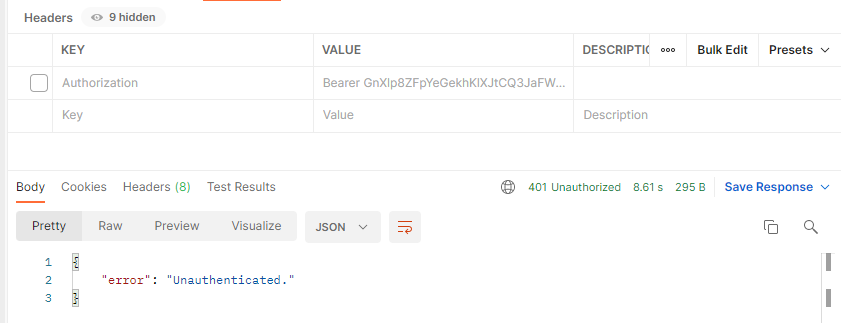 Headers 9 hidden
KEY VALUE DESCRIPTIC ooo Bulk Edit Presets
Authorization Bearer GnXlp8ZFpYeGekhKlXJtCQ3JaFW...
Key Value Description
Body Cookies Headers (8) Test Results 401 Unauthorized 8.61 s 295 B Save Response
Pretty Raw Preview Visualize JSON
1 {
2 "error": "Unauthenticated."
3 }